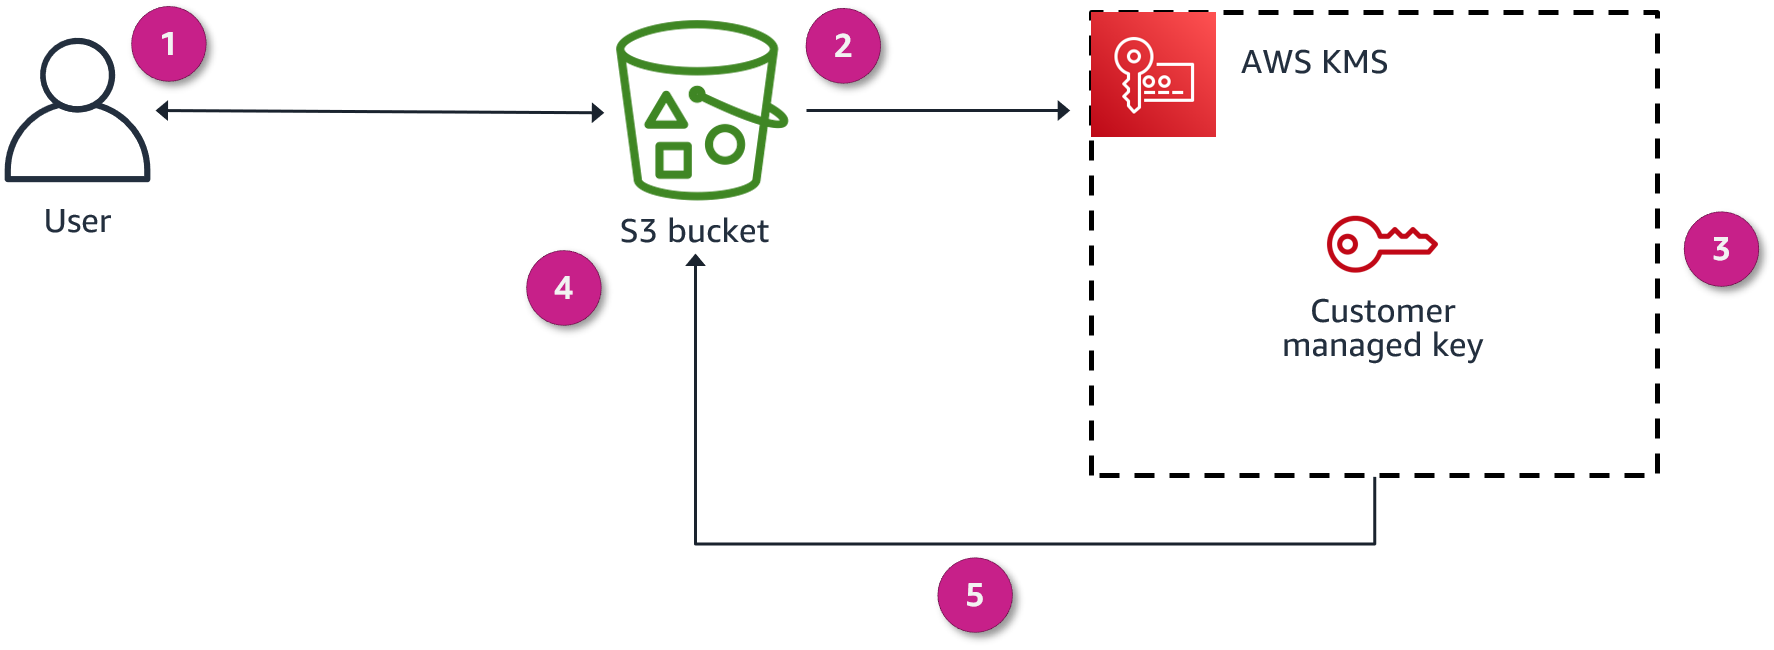 1
2
AWS KMS
User
S3 bucket
3
4
Customer
managed key
5